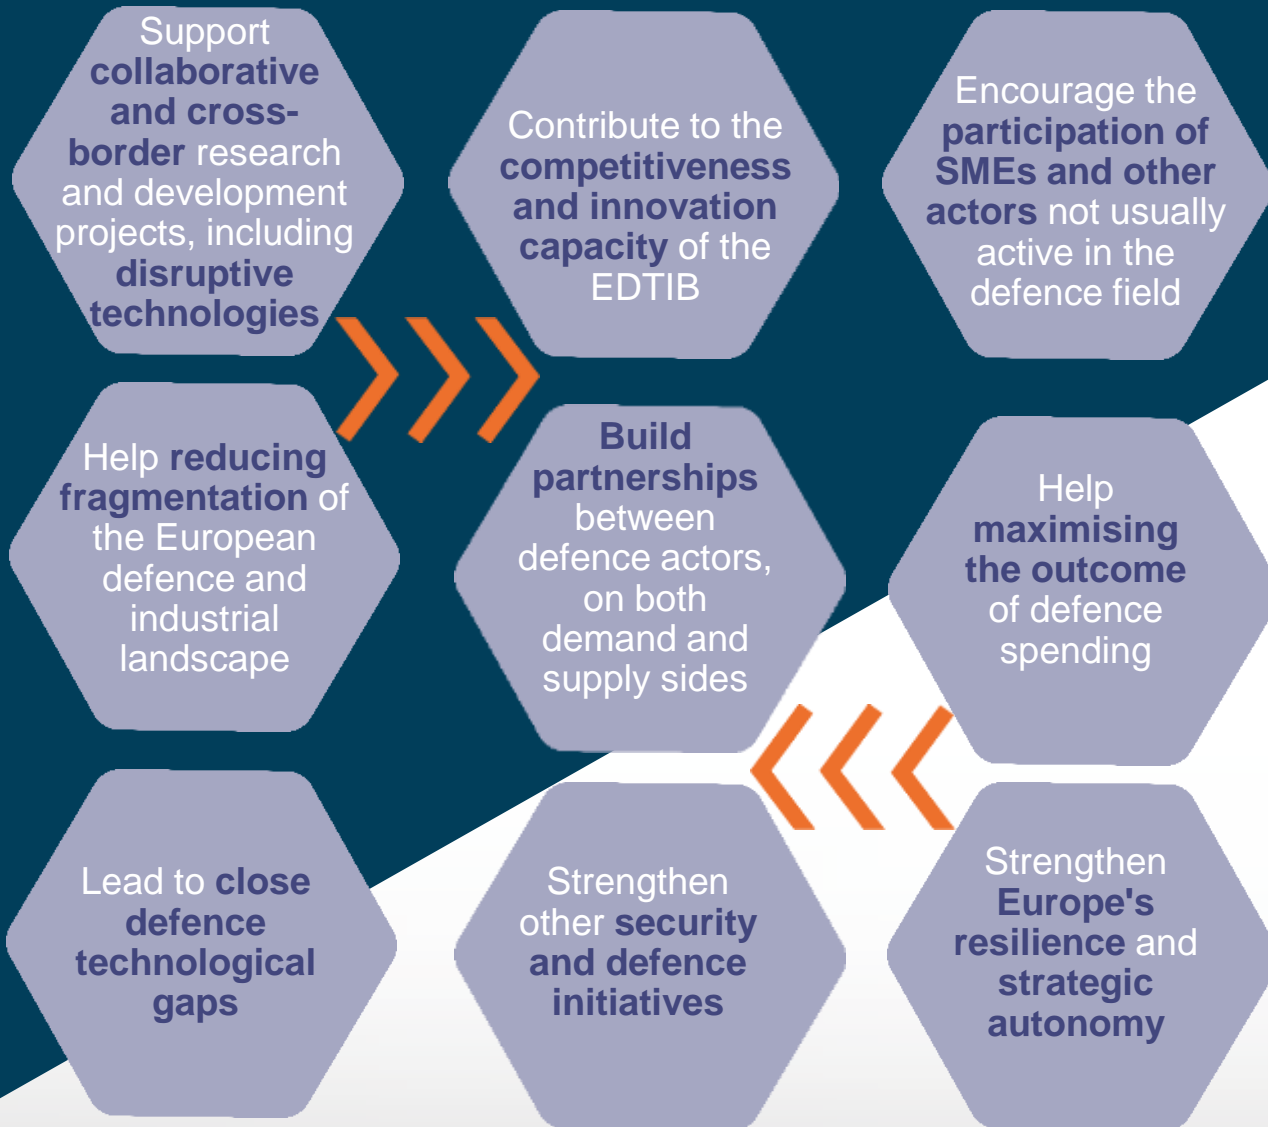 Support
collaborative
and cross-
border research
and development
projects, including
disruptive
technologies
Contribute to the
competitiveness
and innovation
capacity of the
EDTIB
Encourage the
participation of
SMEs and other
actors not usually
active in the
defence field
Help reducing
fragmentation of
the European
defence and
industrial
landscape
Build
partnerships
between
defence actors,
on both
demand and
supply sides
Help
maximising
the outcome
of defence
spending
Lead to close
defence
technological
gaps
Strengthen
other security
and defence
initiatives
Strengthen
Europe's
resilience and
strategic
autonomy